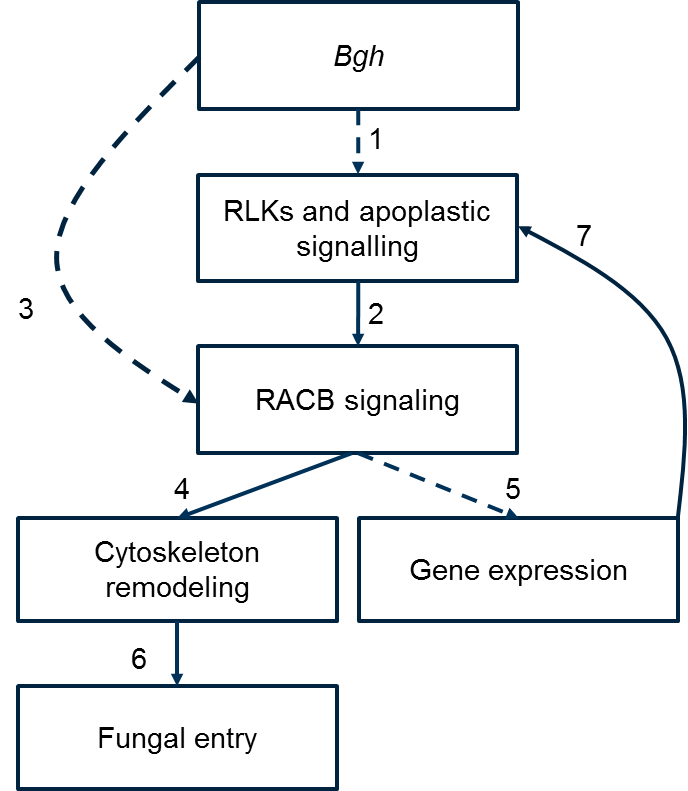 Bgh
1
RLKs and apoplastic
signalling
7
3
2
RACB signaling
4
5
Cytoskeleton
remodeling
Gene expression
6
Fungal entry